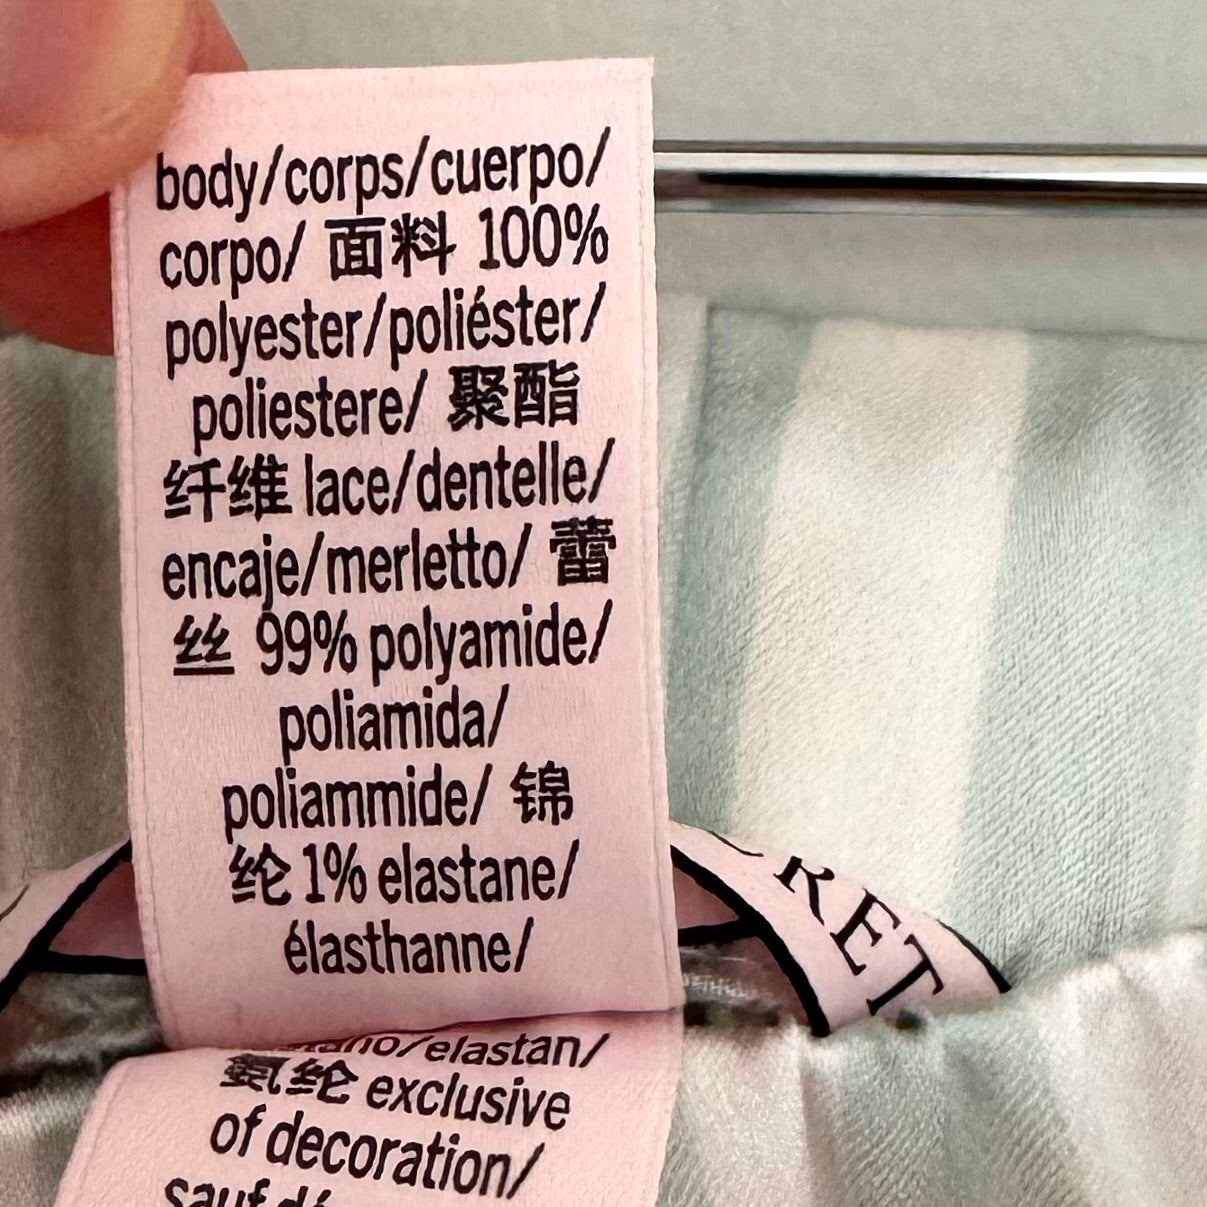 body/corps/cuerpo/
corpo/ 面料 100%
polyester/poliéster/
poliestere/ 聚酯
纤维 lace/dentelle/
encaje/merletto/ 蕾
丝 99% polyamide/
poliamida/
poliammide/ 锦
纶 1% elastane/
élasthanne/
elastan/
氨纶 exclusive
of decoration/
sauf